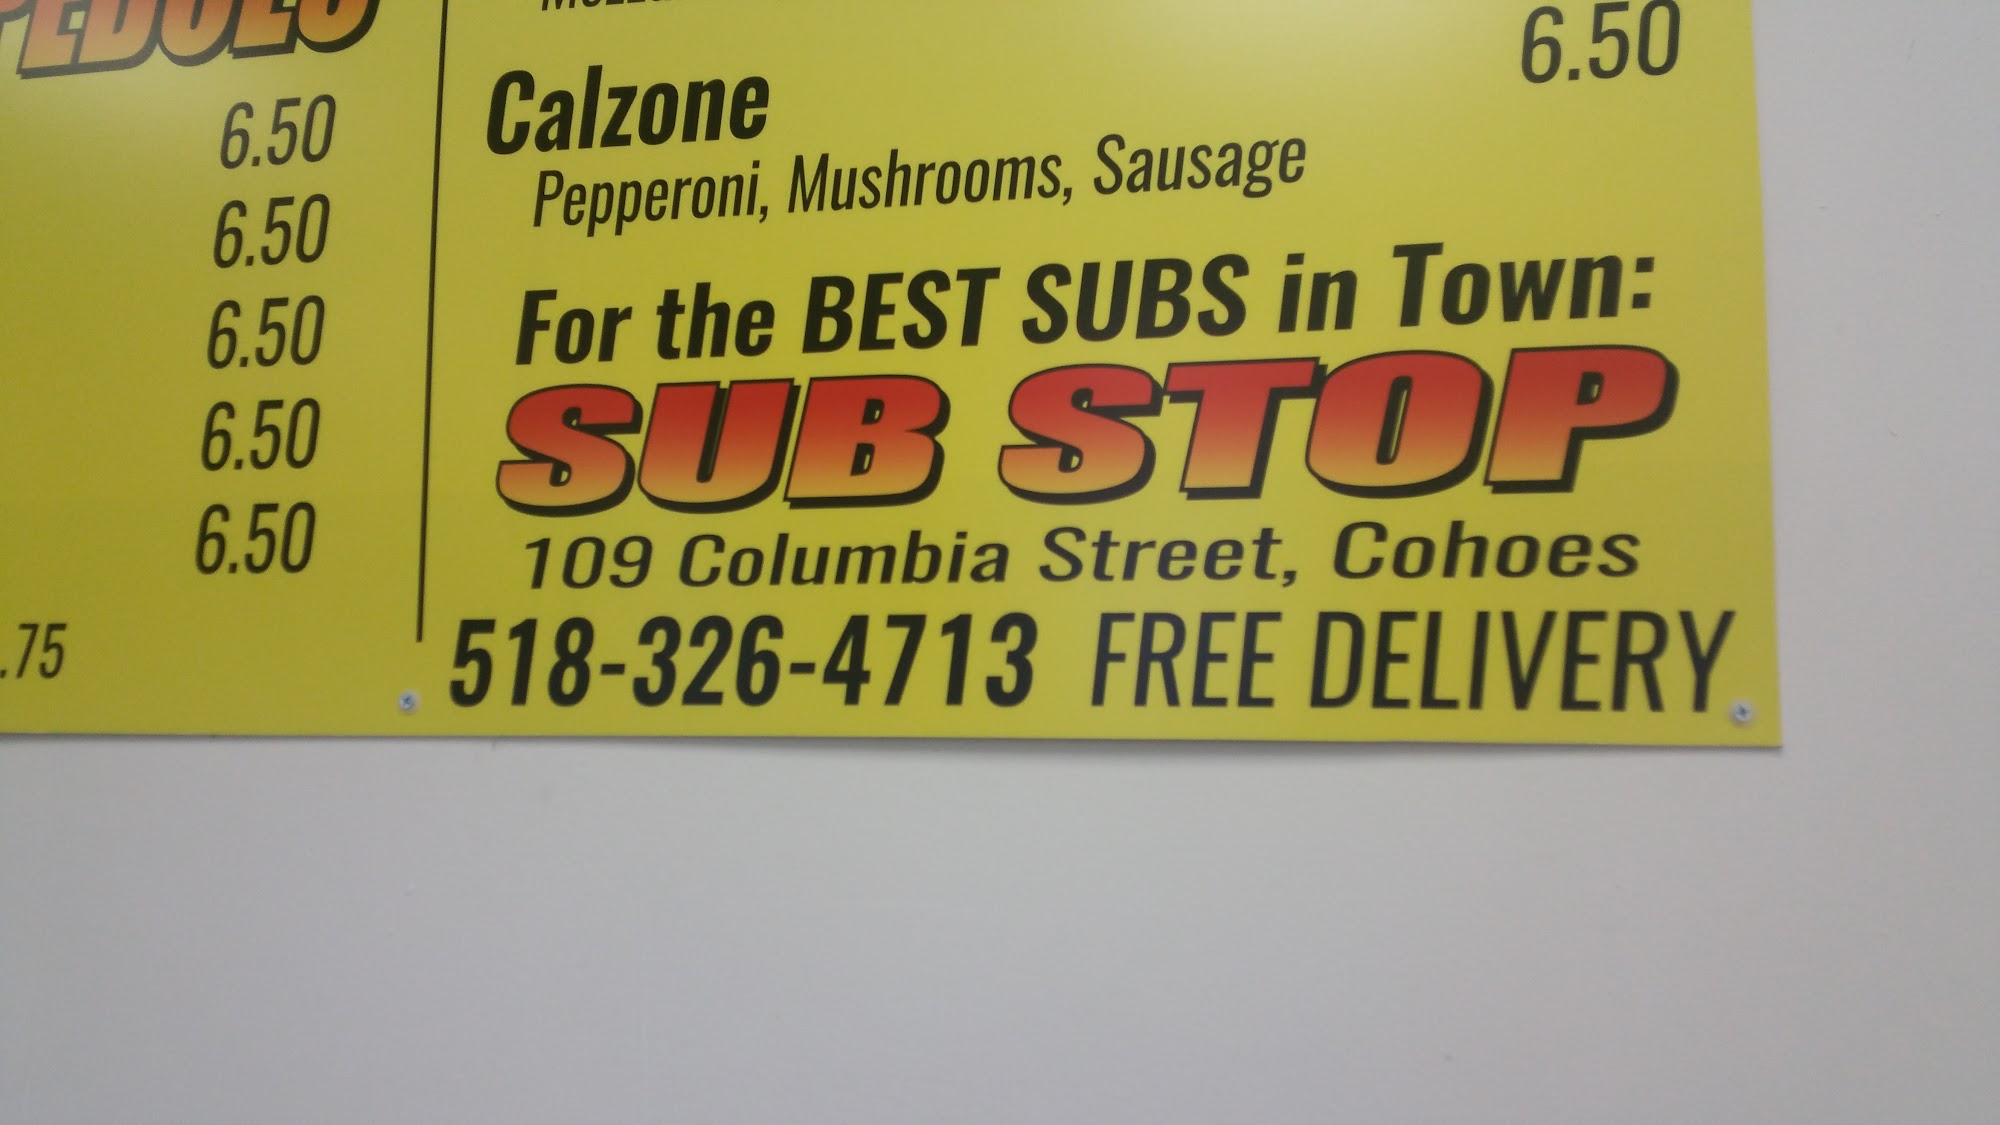 6.50
6.50
6.50
6.50
6.50
.75
6.50
Calzone
Pepperoni, Mushrooms, Sausage
For the BEST SUBS in Town:
SUB STOP
109 Columbia Street, Cohoes
518-326-4713 FREE DELIVERY